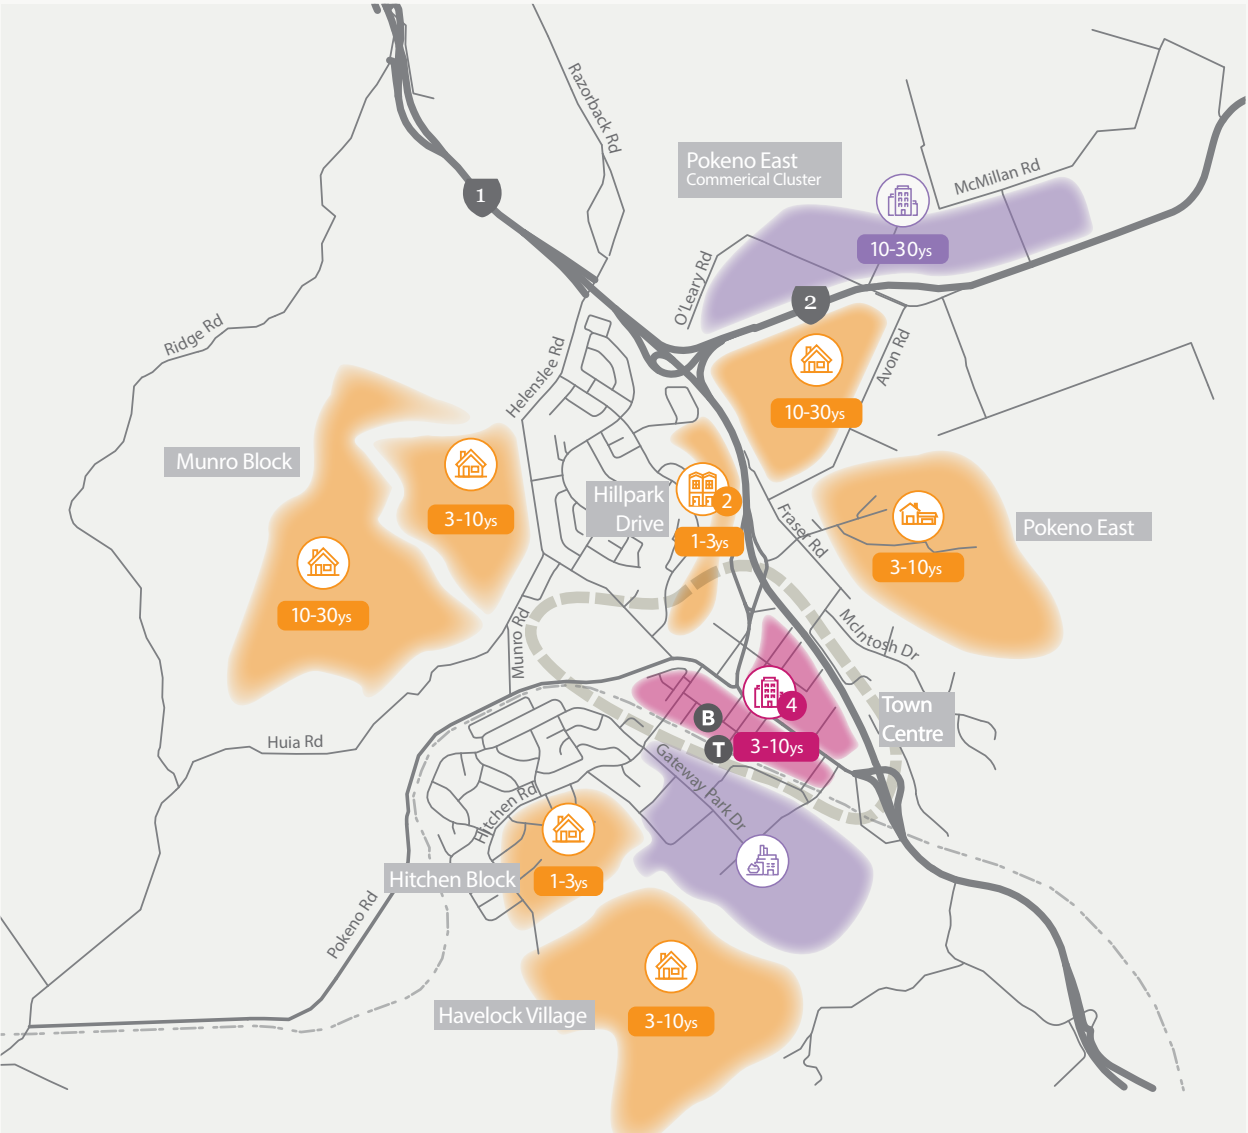 Razorback Rd
Pokeno East
Commerical Cluster
McMillan Rd
1
10-30ys
O'Leary Rd
2
Ridge Rd
Helenslee Rd
Avon Rd
10-30ys
Munro Block
3-10ys
Hillpark
Drive
2
1-3ys
Fraser Rd
Pokeno East
3-10ys
10-30ys
Munro Rd
McIntosh Dr
Huia Rd
B
4
T
3-10ys
Town
Centre
Gateway Park Dr
Hitchen Rd
Hitchen Block
1-3ys
Pokeno Rd
Havelock Village
3-10ys